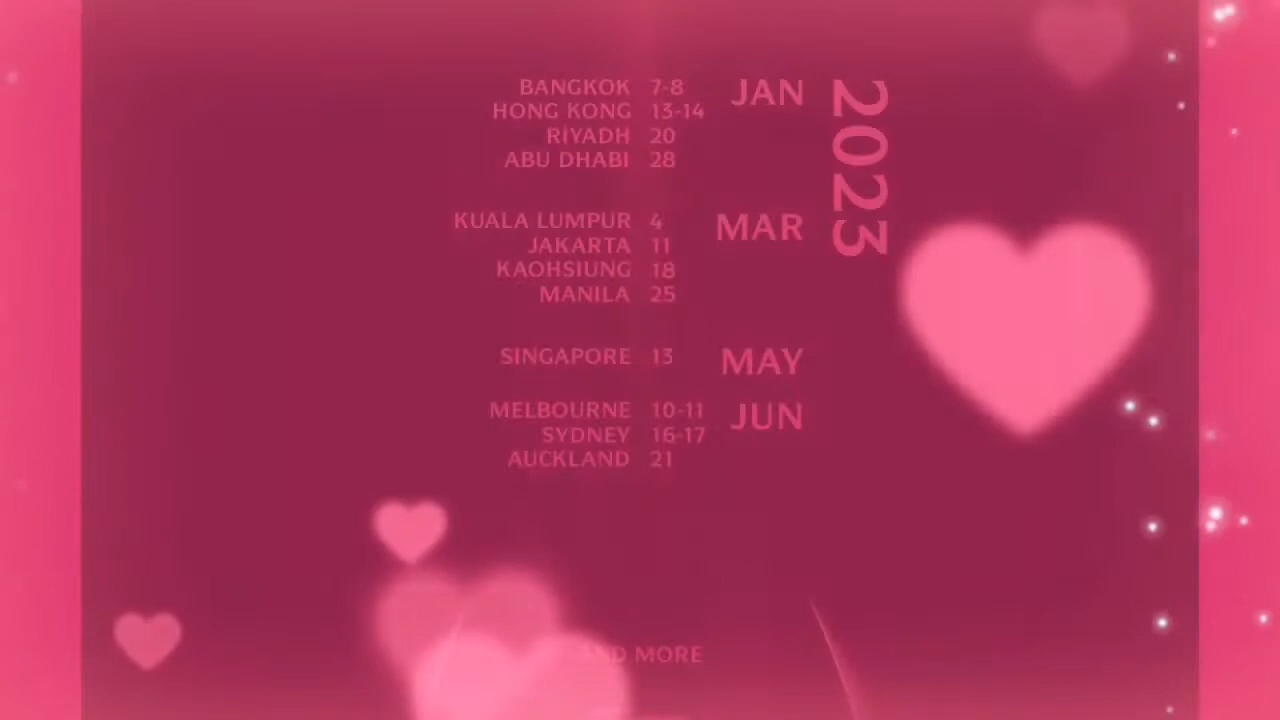 2023
JAN
BANGKOK 7-8
HONG KONG 13-14
RIYADH 20
ABU DHABI 28
MAR
KUALA LUMPUR 4
JAKARTA 11
KAOHSIUNG 18
MANILA 25
MAY
SINGAPORE 13
JUN
MELBOURNE 10-11
SYDNEY 16-17
AUCKLAND 21
AND MORE